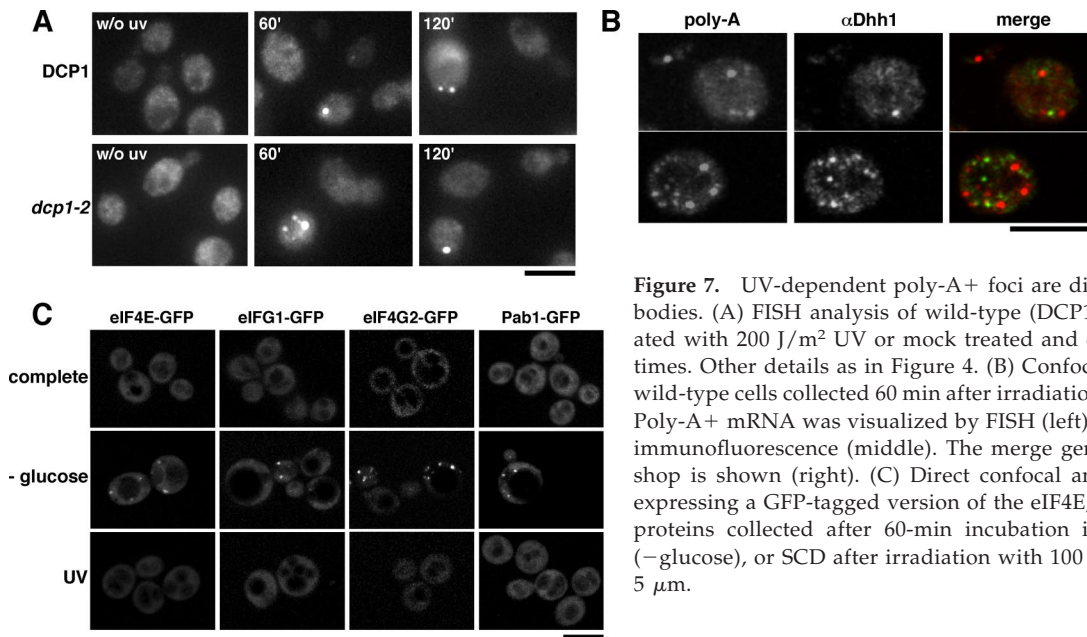 A
w/o uv
60'
120'
DCP1
w/o uv
60'
120'
dcp1-2
B
poly-A
αDhh1
merge
C
eIF4E-GFP
eIFG1-GFP
eIF4G2-GFP
Pab1-GFP
complete
- glucose
UV
Figure 7. UV-dependent poly-A+ foci are di
bodies. (A) FISH analysis of wild-type (DCP1
ated with 200 J/m² UV or mock treated and
times. Other details as in Figure 4. (B) Confoc
wild-type cells collected 60 min after irradiation
Poly-A+ mRNA was visualized by FISH (left)
immunofluorescence (middle). The merge gen
shop is shown (right). (C) Direct confocal an
expressing a GFP-tagged version of the eIF4E
proteins collected after 60-min incubation i
(−glucose), or SCD after irradiation with 100
5 μm.